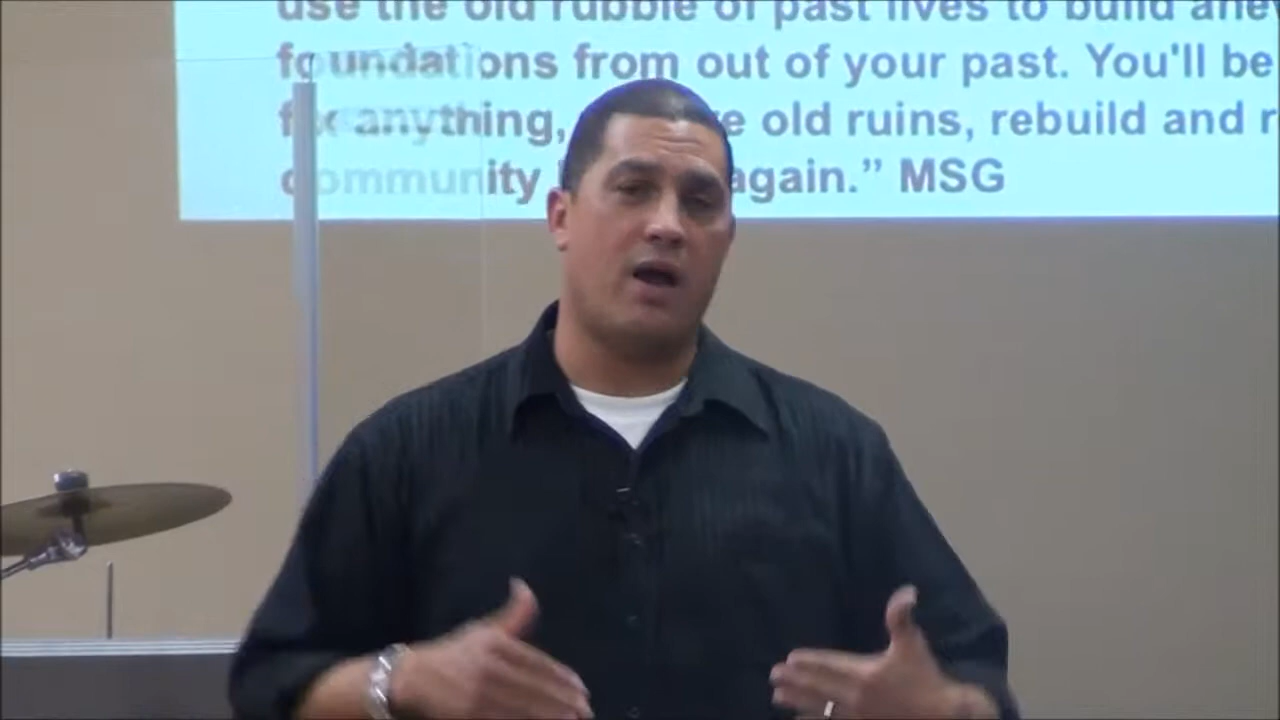 use the old rubble of past lives to build
foundations from out of your past. You'll be
fix anything, old ruins, rebuild and
community again.” MSG